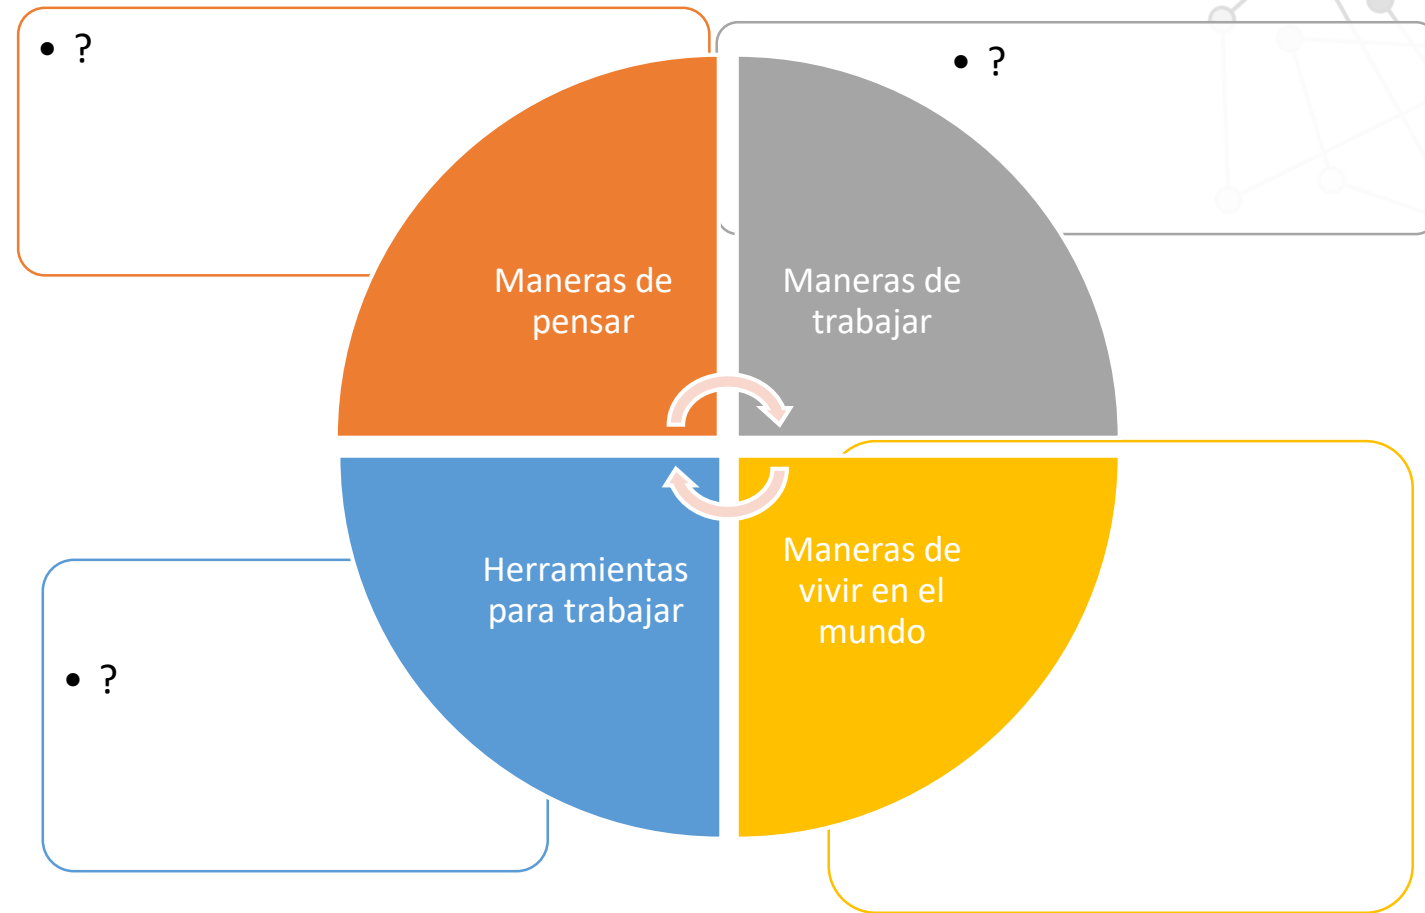 • ?
• ?
Maneras de
pensar
Maneras de
trabajar
Herramientas
para trabajar
Maneras de
vivir en el
mundo
• ?